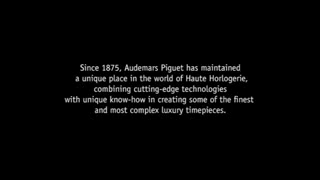 Since 1875, Audemars Piguet has maintained
a unique place in the world of Haute Horlogerie,
combining cutting-edge technologies
with unique know-how in creating some of the finest
and most complex luxury timepieces.